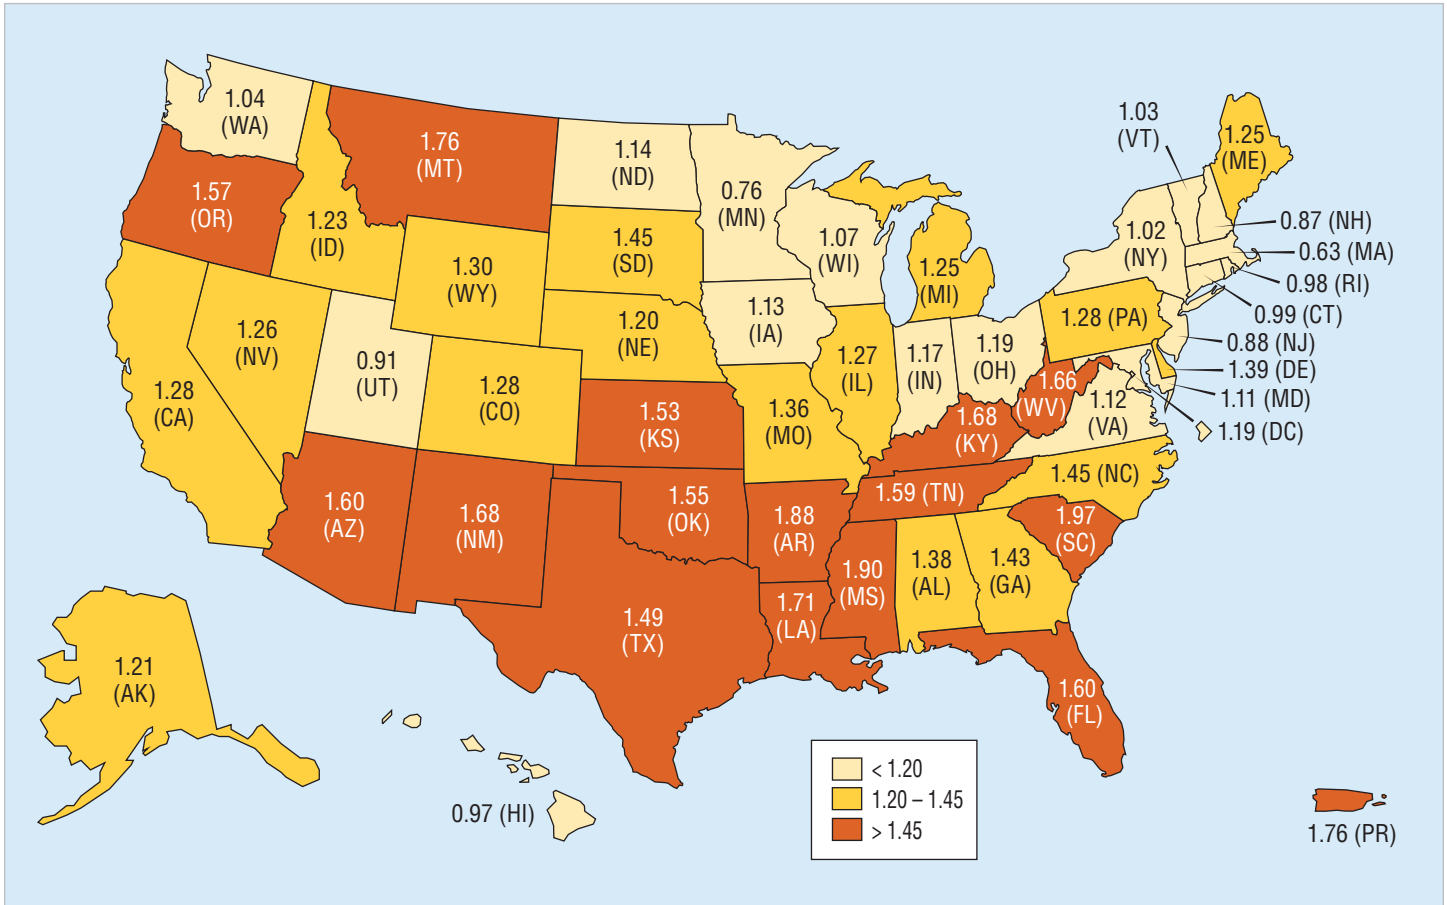 1.04
(WA)
1.57
(OR)
1.23
(ID)
1.76
(MT)
1.14
(ND)
0.76
(MN)
1.07
(WI)
1.03
(VT)
1.25
(ME)
0.87 (NH)
1.02
(NY)
0.63 (MA)
0.98 (RI)
0.99 (CT)
1.45
(SD)
1.30
(WY)
1.25
(MI)
1.28 (PA)
0.88 (NJ)
1.39 (DE)
1.11 (MD)
1.19 (DC)
1.28
(CA)
1.26
(NV)
0.91
(UT)
1.28
(CO)
1.20
(NE)
1.13
(IA)
1.27
(IL)
1.17
(IN)
1.19
(OH)
1.66
(WV)
1.12
(VA)
1.53
(KS)
1.36
(MO)
1.68
(KY)
1.45 (NC)
1.60
(AZ)
1.68
(NM)
1.55
(OK)
1.88
(AR)
1.59 (TN)
1.97
(SC)
1.49
(TX)
1.71
(LA)
1.90
(MS)
1.38
(AL)
1.43
(GA)
1.60
(FL)
1.21
(AK)
0.97 (HI)
< 1.20
1.20 – 1.45
> 1.45
1.76 (PR)